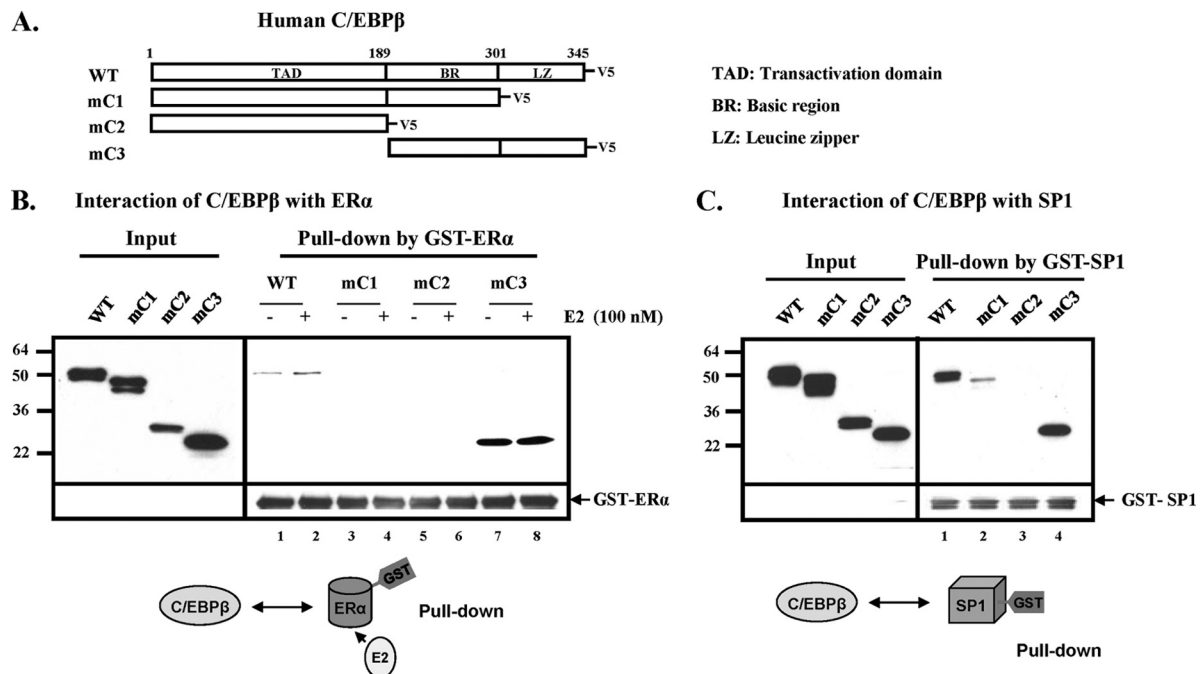 A.
Human C/EBPβ
1 189 301 345
WT TAD BR LZ V5
mC1 V5
mC2 V5
mC3 V5
TAD: Transactivation domain
BR: Basic region
LZ: Leucine zipper
B. Interaction of C/EBPβ with ERα
Input Pull-down by GST-ERα
WT mC1 mC2 mC3 WT mC1 mC2 mC3
- + - + - + - + E2 (100 nM)
64
50
36
22
GST-ERα
1 2 3 4 5 6 7 8
C/EBPβ ERα GST Pull-down
E2
C. Interaction of C/EBPβ with SP1
Input Pull-down by GST-SP1
WT mC1 mC2 mC3 WT mC1 mC2 mC3
64
50
36
22
GST- SP1
1 2 3 4
C/EBPβ SP1 GST
Pull-down